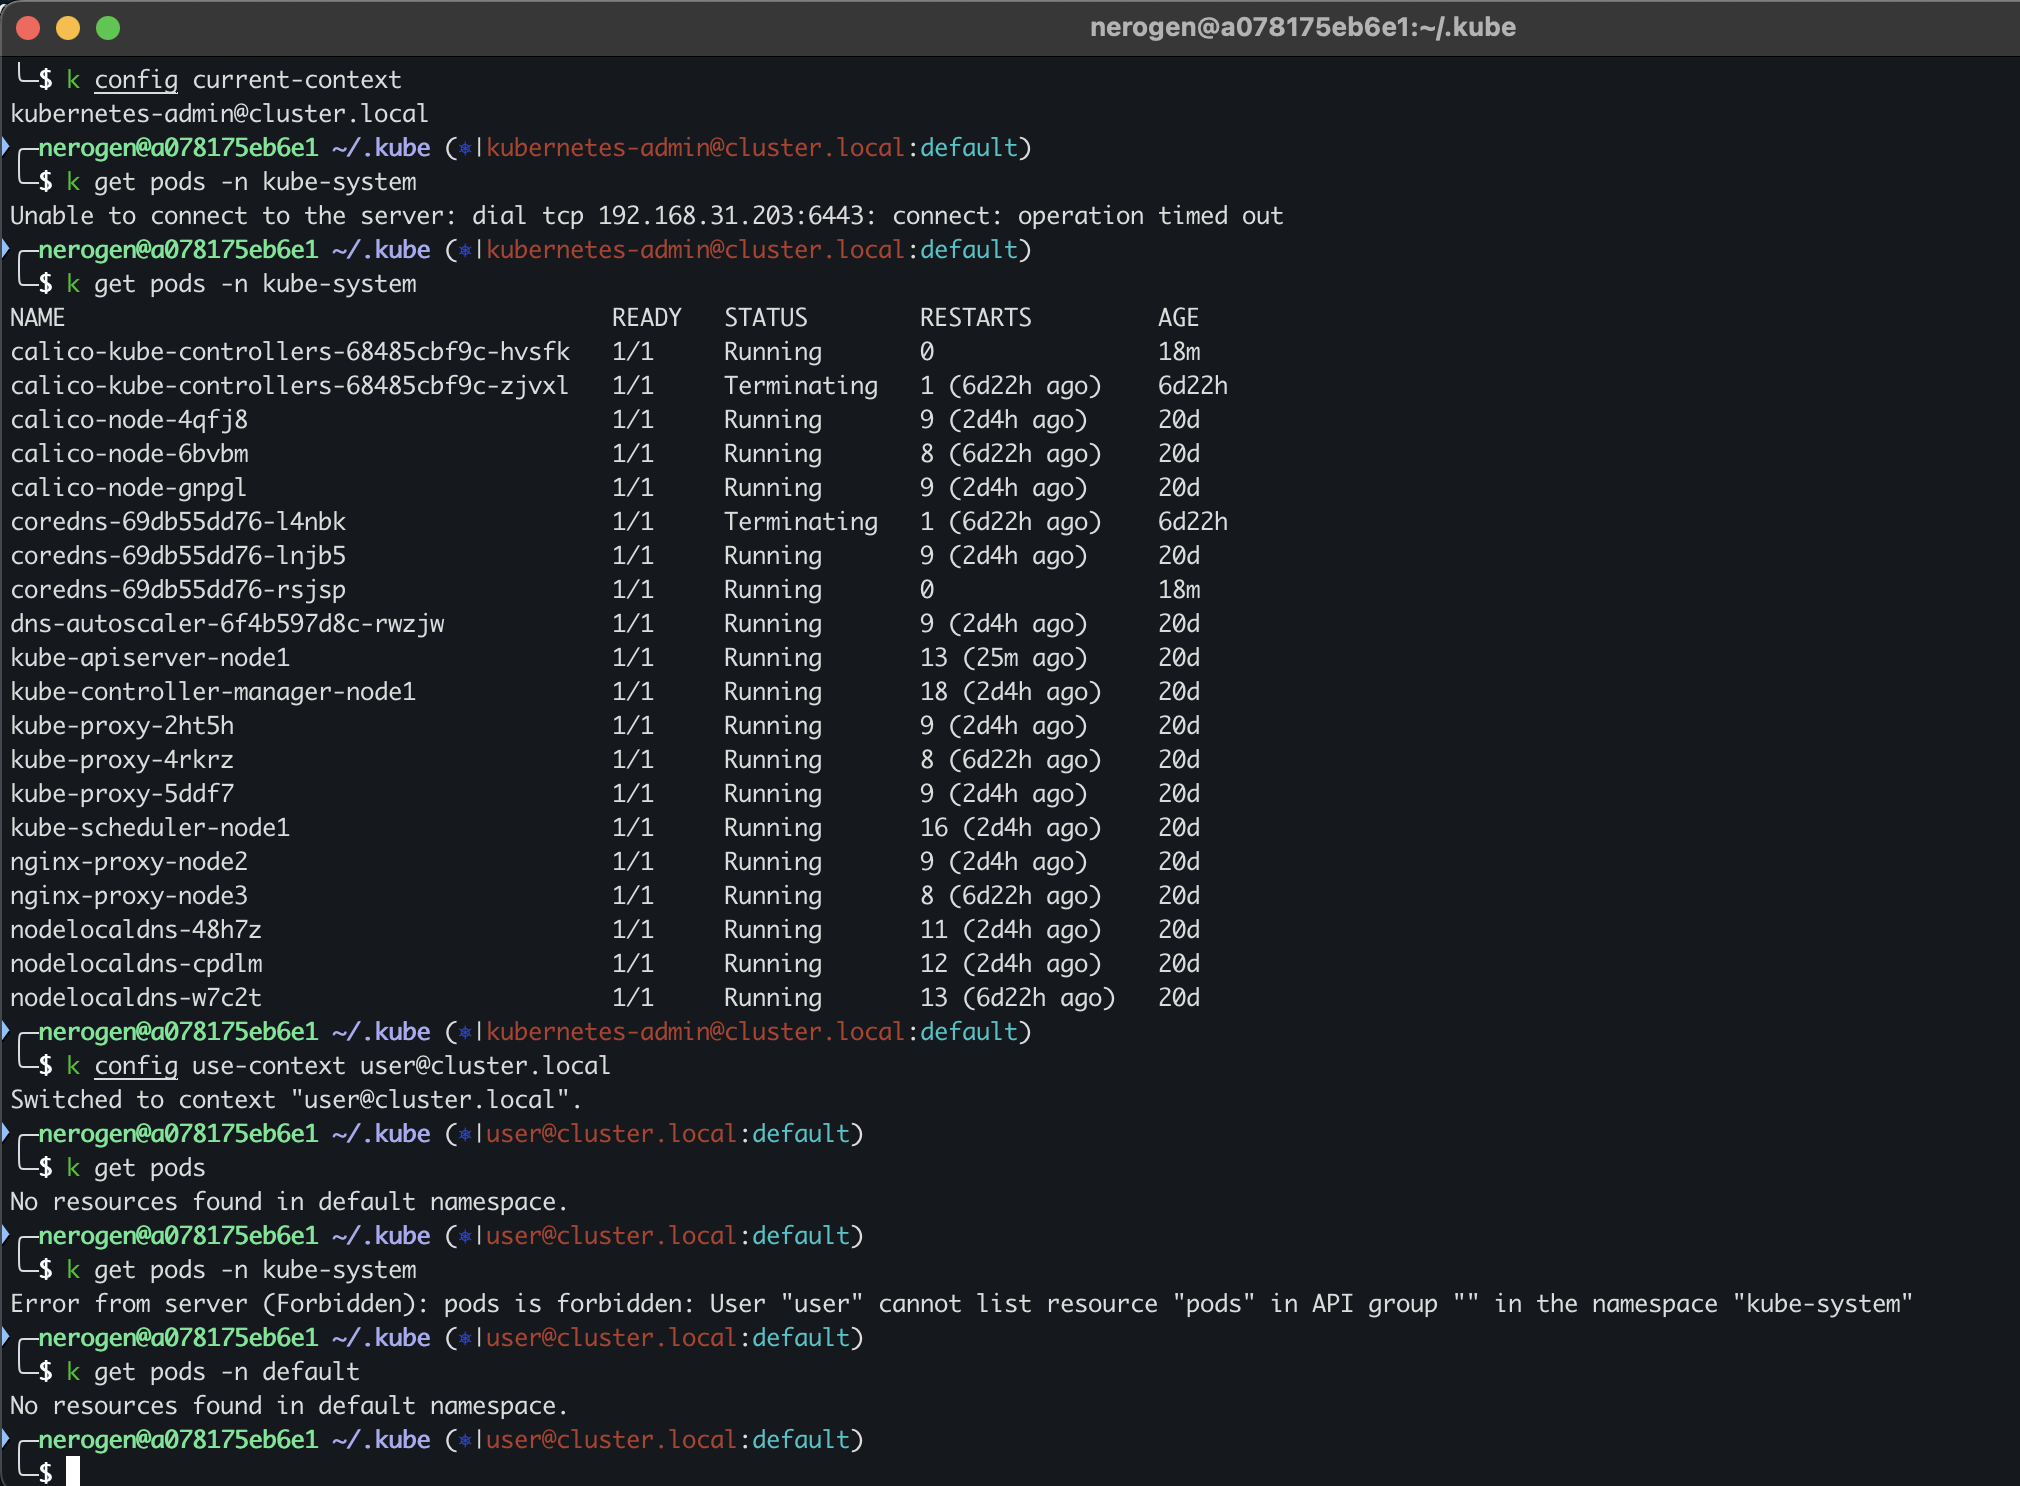 nerogen@a078175eb6e1:~/.kube
└─$ k config current-context
kubernetes-admin@cluster.local
┌─nerogen@a078175eb6e1 ~/.kube (⎈|kubernetes-admin@cluster.local:default)
└─$ k get pods -n kube-system
Unable to connect to the server: dial tcp 192.168.31.203:6443: connect: operation timed out
┌─nerogen@a078175eb6e1 ~/.kube (⎈|kubernetes-admin@cluster.local:default)
└─$ k get pods -n kube-system
NAME                                       READY   STATUS        RESTARTS         AGE
calico-kube-controllers-68485cbf9c-hvsfk   1/1     Running       0                18m
calico-kube-controllers-68485cbf9c-zjvxl   1/1     Terminating   1 (6d22h ago)    6d22h
calico-node-4qfj8                          1/1     Running       9 (2d4h ago)     20d
calico-node-6bvbm                          1/1     Running       8 (6d22h ago)    20d
calico-node-gnpgl                          1/1     Running       9 (2d4h ago)     20d
coredns-69db55dd76-l4nbk                   1/1     Terminating   1 (6d22h ago)    6d22h
coredns-69db55dd76-lnjb5                   1/1     Running       9 (2d4h ago)     20d
coredns-69db55dd76-rsjsp                   1/1     Running       0                18m
dns-autoscaler-6f4b597d8c-rwzjw            1/1     Running       9 (2d4h ago)     20d
kube-apiserver-node1                       1/1     Running       13 (25m ago)     20d
kube-controller-manager-node1              1/1     Running       18 (2d4h ago)    20d
kube-proxy-2ht5h                           1/1     Running       9 (2d4h ago)     20d
kube-proxy-4rkrz                           1/1     Running       8 (6d22h ago)    20d
kube-proxy-5ddf7                           1/1     Running       9 (2d4h ago)     20d
kube-scheduler-node1                       1/1     Running       16 (2d4h ago)    20d
nginx-proxy-node2                          1/1     Running       9 (2d4h ago)     20d
nginx-proxy-node3                          1/1     Running       8 (6d22h ago)    20d
nodelocaldns-48h7z                         1/1     Running       11 (2d4h ago)    20d
nodelocaldns-cpdlm                         1/1     Running       12 (2d4h ago)    20d
nodelocaldns-w7c2t                         1/1     Running       13 (6d22h ago)   20d
┌─nerogen@a078175eb6e1 ~/.kube (⎈|kubernetes-admin@cluster.local:default)
└─$ k config use-context user@cluster.local
Switched to context "user@cluster.local".
┌─nerogen@a078175eb6e1 ~/.kube (⎈|user@cluster.local:default)
└─$ k get pods
No resources found in default namespace.
┌─nerogen@a078175eb6e1 ~/.kube (⎈|user@cluster.local:default)
└─$ k get pods -n kube-system
Error from server (Forbidden): pods is forbidden: User "user" cannot list resource "pods" in API group "" in the namespace "kube-system"
┌─nerogen@a078175eb6e1 ~/.kube (⎈|user@cluster.local:default)
└─$ k get pods -n default
No resources found in default namespace.
┌─nerogen@a078175eb6e1 ~/.kube (⎈|user@cluster.local:default)
└─$